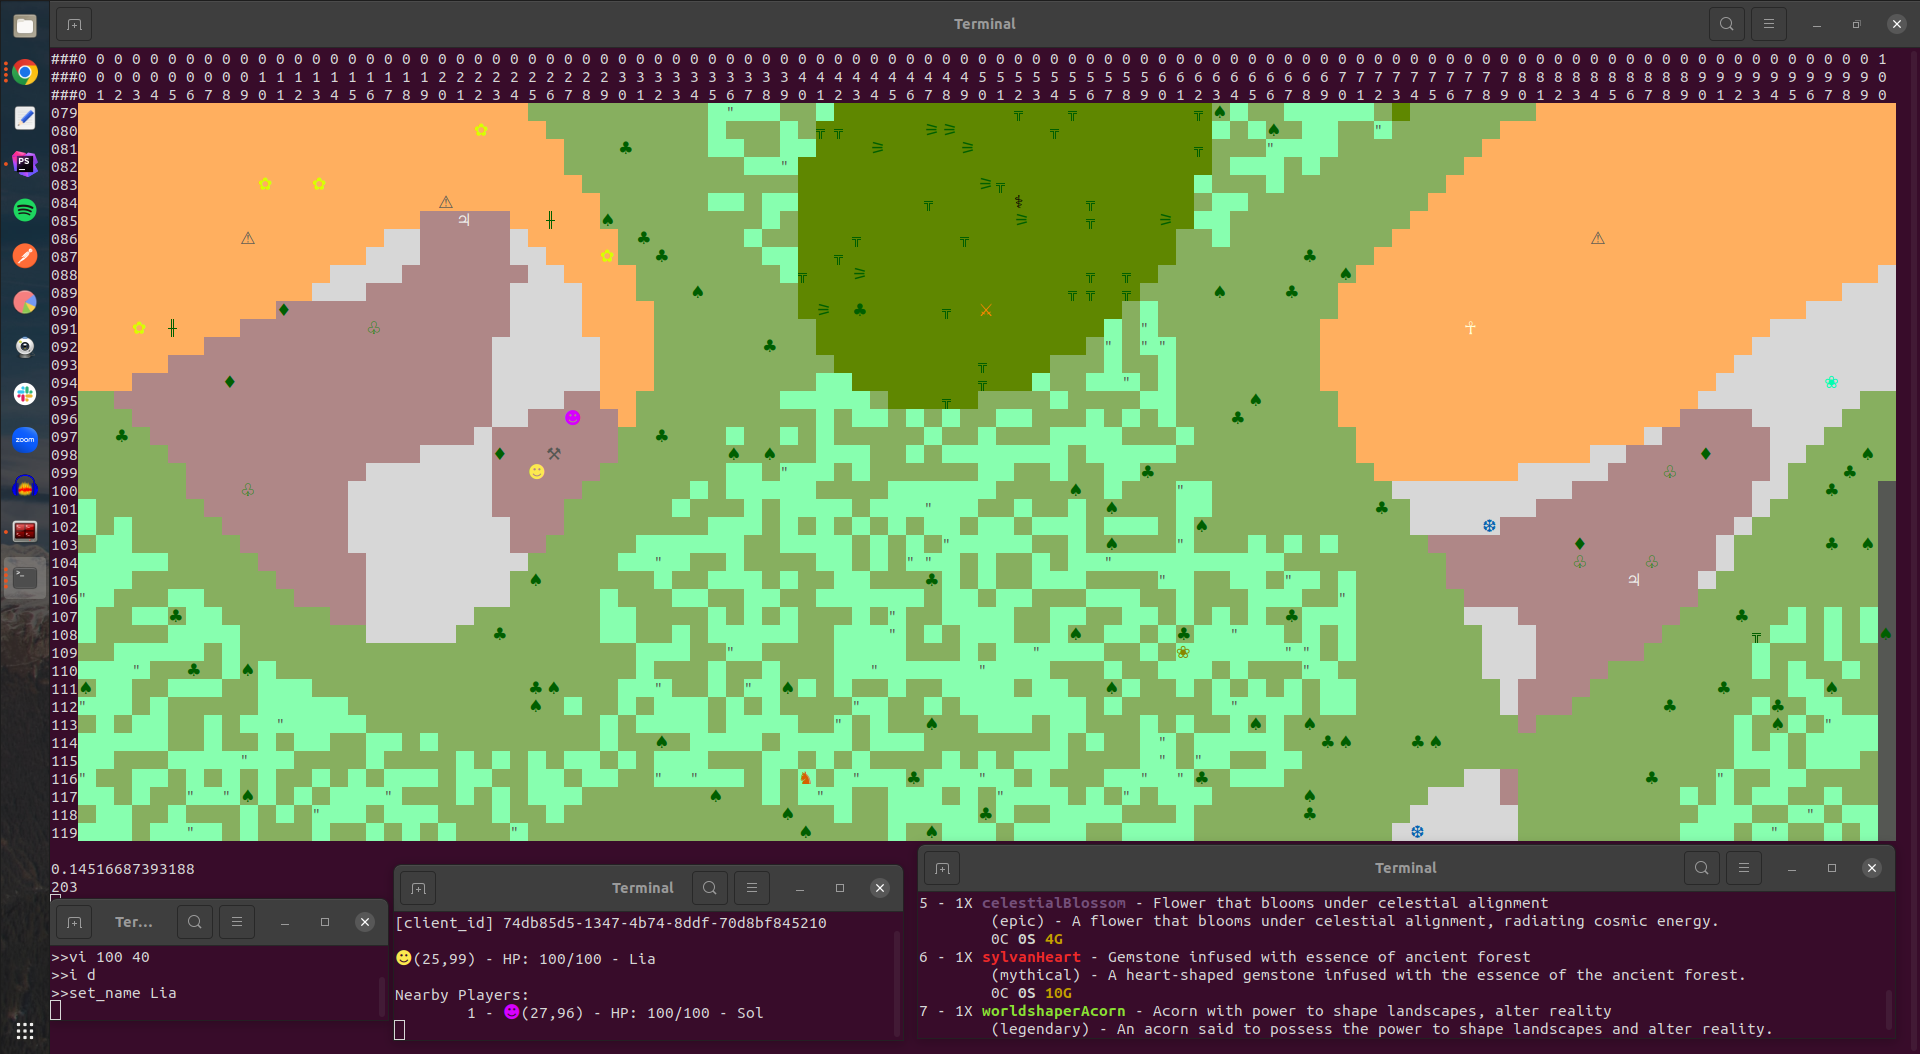 Terminal
###0 0 0 0 0 0 0 0 0 0 0 0 0 0 0 0 0 0 0 0 0 0 0 0 0 0 0 0 0 0 0 0 0 0 0 0 0 0 0 0 0 0 0 0 0 0 0 0 0 0 0 0 0 0 0 0 0 0 0 0 0 0 0 0 0 0 0 0 0 0 0 0 0 0 0 0 0 0 0 0 0 0 0 0 0 0 0 0 0 0 0 0 0 0 0 0 0 0 0 0 1
###0 0 0 0 0 0 0 0 0 0 1 1 1 1 1 1 1 1 1 1 2 2 2 2 2 2 2 2 2 2 3 3 3 3 3 3 3 3 3 3 4 4 4 4 4 4 4 4 4 4 5 5 5 5 5 5 5 5 5 5 6 6 6 6 6 6 6 6 6 6 7 7 7 7 7 7 7 7 7 7 8 8 8 8 8 8 8 8 8 8 9 9 9 9 9 9 9 9 9 9 0
###0 1 2 3 4 5 6 7 8 9 0 1 2 3 4 5 6 7 8 9 0 1 2 3 4 5 6 7 8 9 0 1 2 3 4 5 6 7 8 9 0 1 2 3 4 5 6 7 8 9 0 1 2 3 4 5 6 7 8 9 0 1 2 3 4 5 6 7 8 9 0 1 2 3 4 5 6 7 8 9 0 1 2 3 4 5 6 7 8 9 0 1 2 3 4 5 6 7 8 9 0
079
080
081
082
083
084
085
086
087
088
089
090
091
092
093
094
095
096
097
098
099
100
101
102
103
104
105
106
107
108
109
110
111
112
113
114
115
116
117
118
119
0.14516687393188
203
Ter...
>>vi 100 40
>>i d
>>set_name Lia
Terminal
[client_id] 74db85d5-1347-4b74-8ddf-70d8bf845210
(25,99) - HP: 100/100 - Lia
Nearby Players:
1 - (27,96) - HP: 100/100 - Sol
Terminal
5 - 1X celestialBlossom - Flower that blooms under celestial alignment
(epic) - A flower that blooms under celestial alignment, radiating cosmic energy.
0C 0S 4G
6 - 1X sylvanHeart - Gemstone infused with essence of ancient forest
(mythical) - A heart-shaped gemstone infused with the essence of the ancient forest.
0C 0S 10G
7 - 1X worldshaperAcorn - Acorn with power to shape landscapes, alter reality
(legendary) - An acorn said to possess the power to shape landscapes and alter reality.
PS
zoom